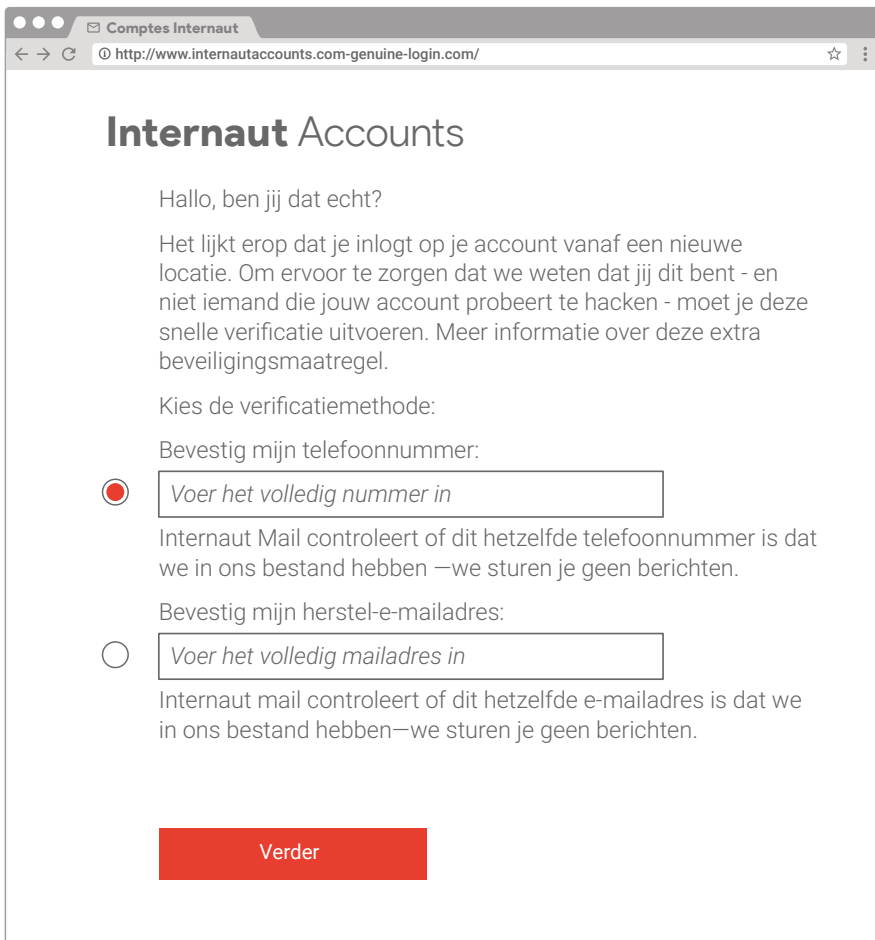 Comptes Internaut
http://www.internautaccounts.com-genuine-login.com/
Internaut Accounts
Hallo, ben jij dat echt?
Het lijkt erop dat je inlogt op je account vanaf een nieuwe
locatie. Om ervoor te zorgen dat we weten dat jij dit bent - en
niet iemand die jouw account probeert te hacken - moet je deze
snelle verificatie uitvoeren. Meer informatie over deze extra
beveiligingsmaatregel.
Kies de verificatiemethode:
Bevestig mijn telefoonnummer:
Voer het volledig nummer in
Internaut Mail controleert of dit hetzelfde telefoonnummer is dat
we in ons bestand hebben —we sturen je geen berichten.
Bevestig mijn herstel-e-mailadres:
Voer het volledig mailadres in
Internaut mail controleert of dit hetzelfde e-mailadres is dat we
in ons bestand hebben—we sturen je geen berichten.
Verder